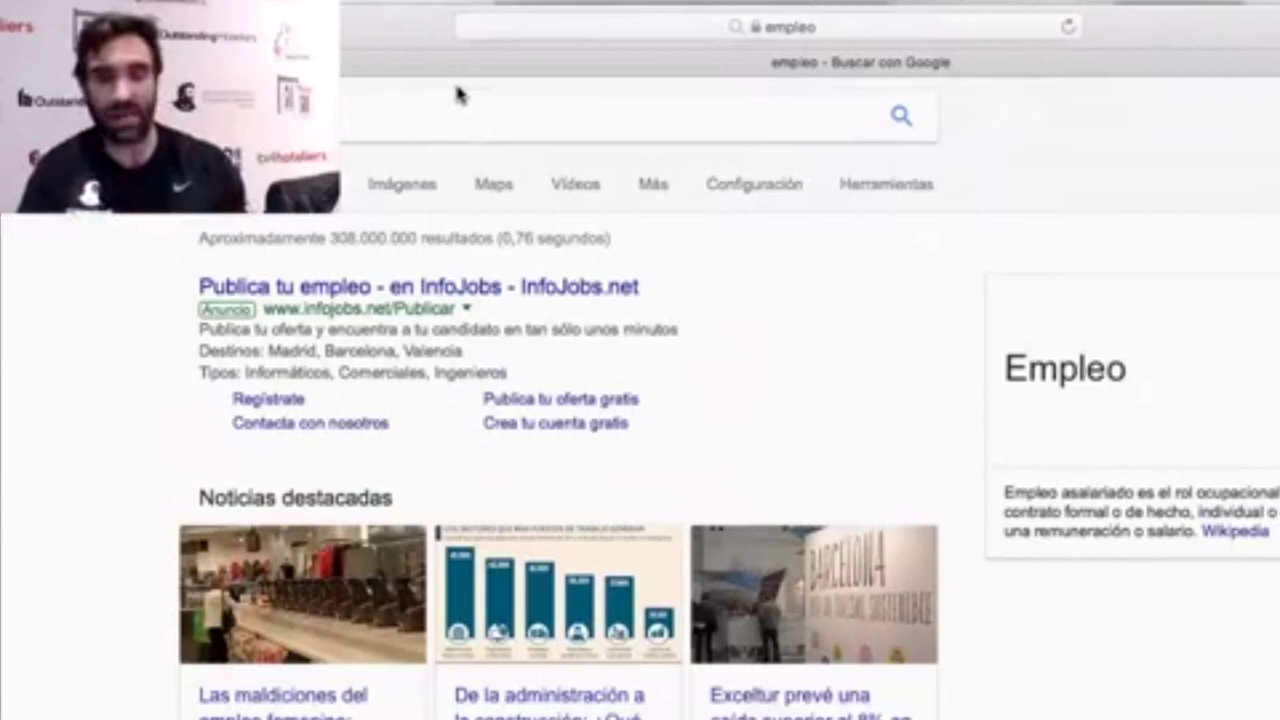 empleo
empleo - Buscar con Google
tvhoteliers
Imágenes
Maps
Vídeos
Más
Configuración
Herramientas
Aproximadamente 308.000.000 resultados (0,76 segundos)
Publica tu empleo - en InfoJobs - InfoJobs.net
Anuncio www.infojobs.net/Publicar
Publica tu oferta y encuentra a tu candidato en tan sólo unos minutos
Destinos: Madrid, Barcelona, Valencia
Tipos: Informáticos, Comerciales, Ingenieros
Regístrate
Publica tu oferta gratis
Contacta con nosotros
Crea tu cuenta gratis
Empleo
Empleo asalariado es el rol ocupacional
contrato formal o de hecho, individual o
una remuneración o salario. Wikipedia
Noticias destacadas
BARCELONA
SOSTENIBLE
Las maldiciones del
De la administración a
Exceltur prevé una